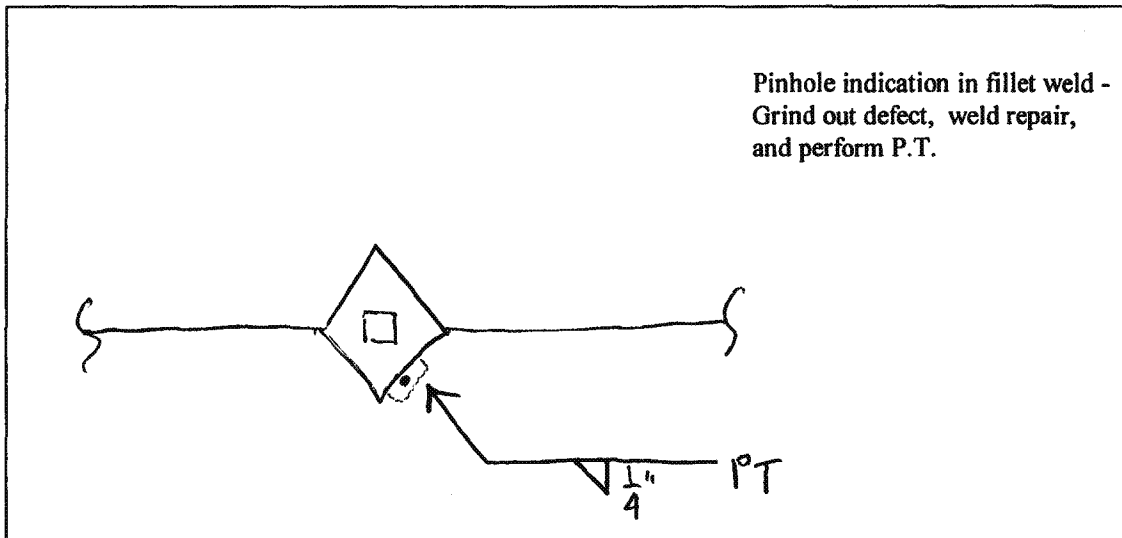 Pinhole indication in fillet weld -
Grind out defect, weld repair,
and perform P.T.
1/4"
PT